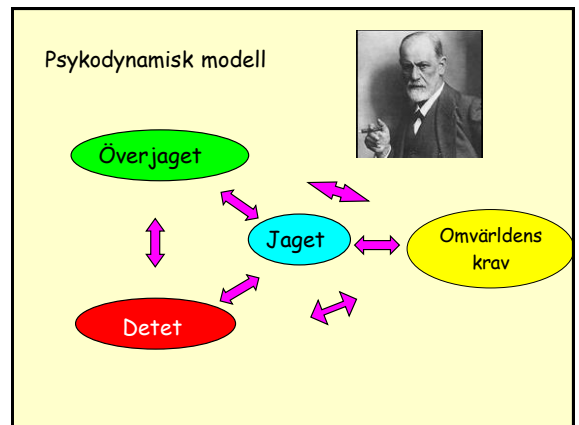 Psykodynamisk modell
Överjaget
Jaget
Omvärldens
krav
Detet